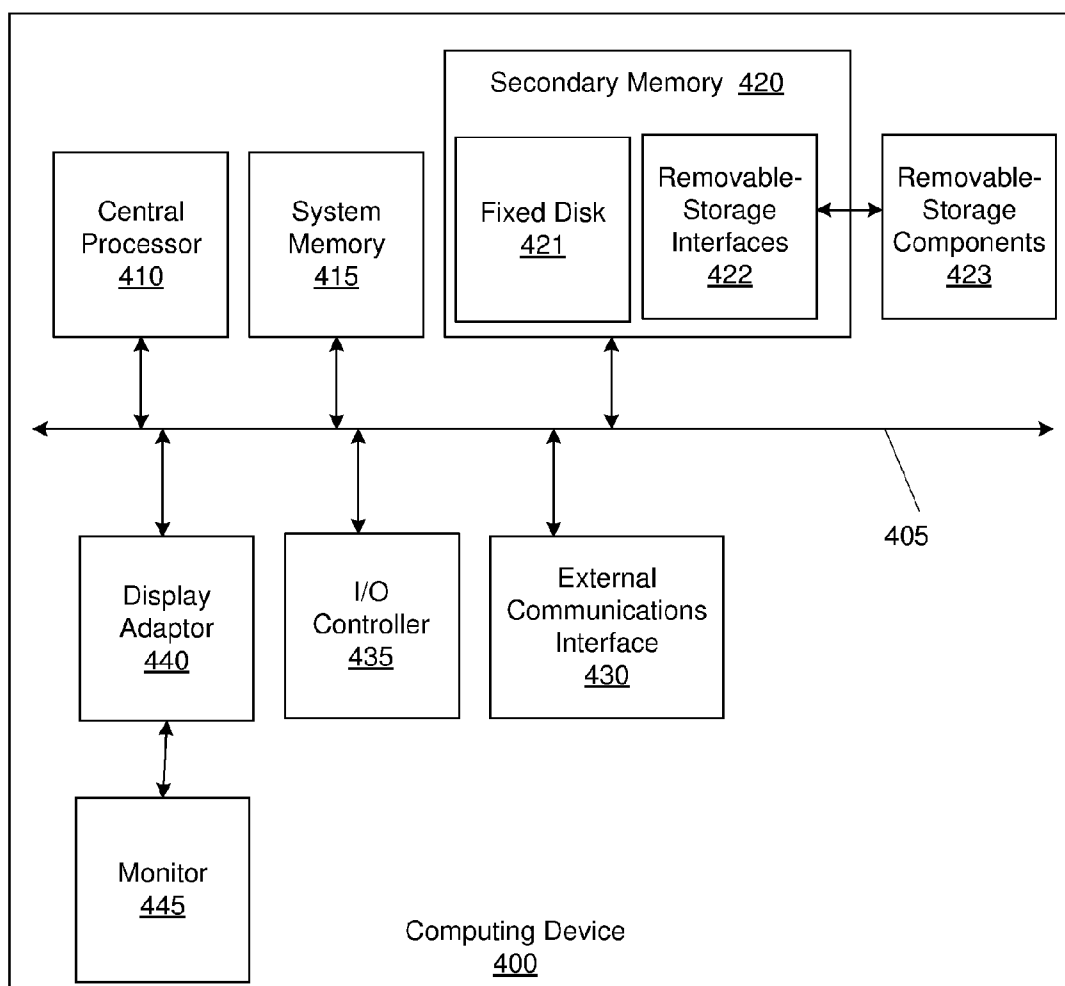 Secondary Memory 420
Central
Processor
410
System
Memory
415
Fixed Disk
421
Removable-
Storage
Interfaces
422
Removable-
Storage
Components
423
405
Display
Adaptor
440
I/O
Controller
435
External
Communications
Interface
430
Monitor
445
Computing Device
400